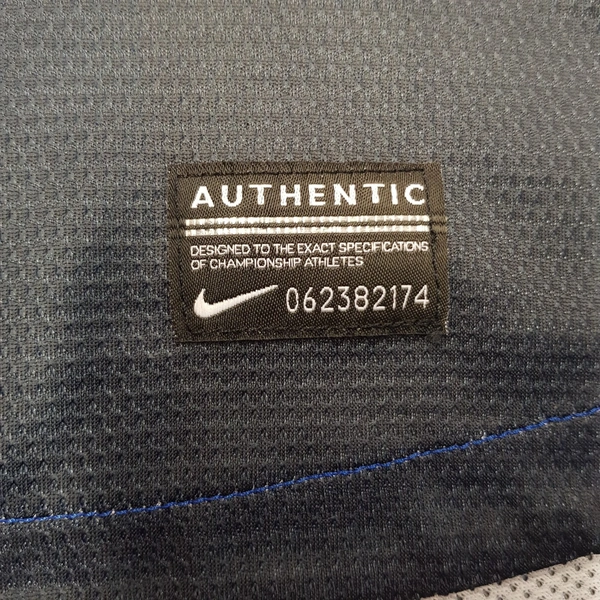 AUTHENTIC
DESIGNED TO THE EXACT SPECIFICATIONS
OF CHAMPIONSHIP ATHLETES
062382174